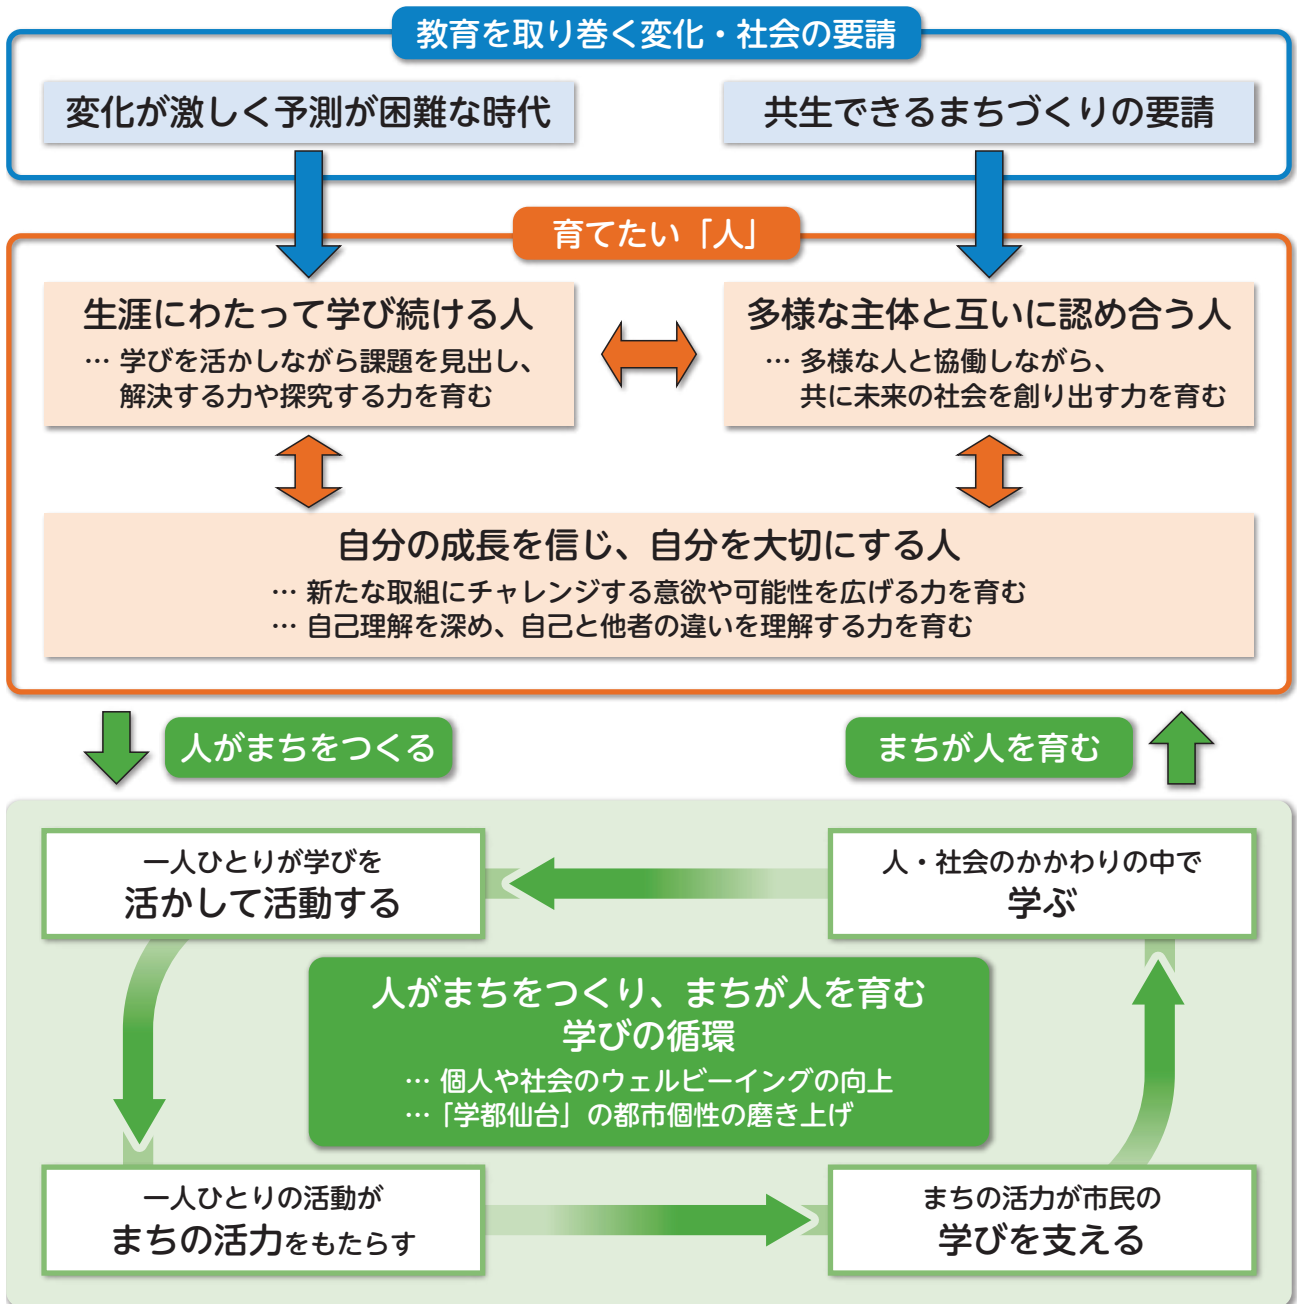 教育を取り巻く変化・社会の要請
変化が激しく予測が困難な時代
共生できるまちづくりの要請
育てたい「人」
生涯にわたって学び続ける人
… 学びを活かしながら課題を見出し、
解決する力や探究する力を育む
多様な主体と互いに認め合う人
… 多様な人と協働しながら、
共に未来の社会を創り出す力を育む
自分の成長を信じ、自分を大切にする人
… 新たな取組にチャレンジする意欲や可能性を広げる力を育む
… 自己理解を深め、自己と他者の違いを理解する力を育む
人がまちをつくる
まちが人を育む
一人ひとりが学びを
活かして活動する
人・社会のかかわりの中で
学ぶ
人がまちをつくり、まちが人を育む
学びの循環
… 個人や社会のウェルビーイングの向上
… 「学都仙台」の都市個性の磨き上げ
一人ひとりの活動が
まちの活力をもたらす
まちの活力が市民の
学びを支える